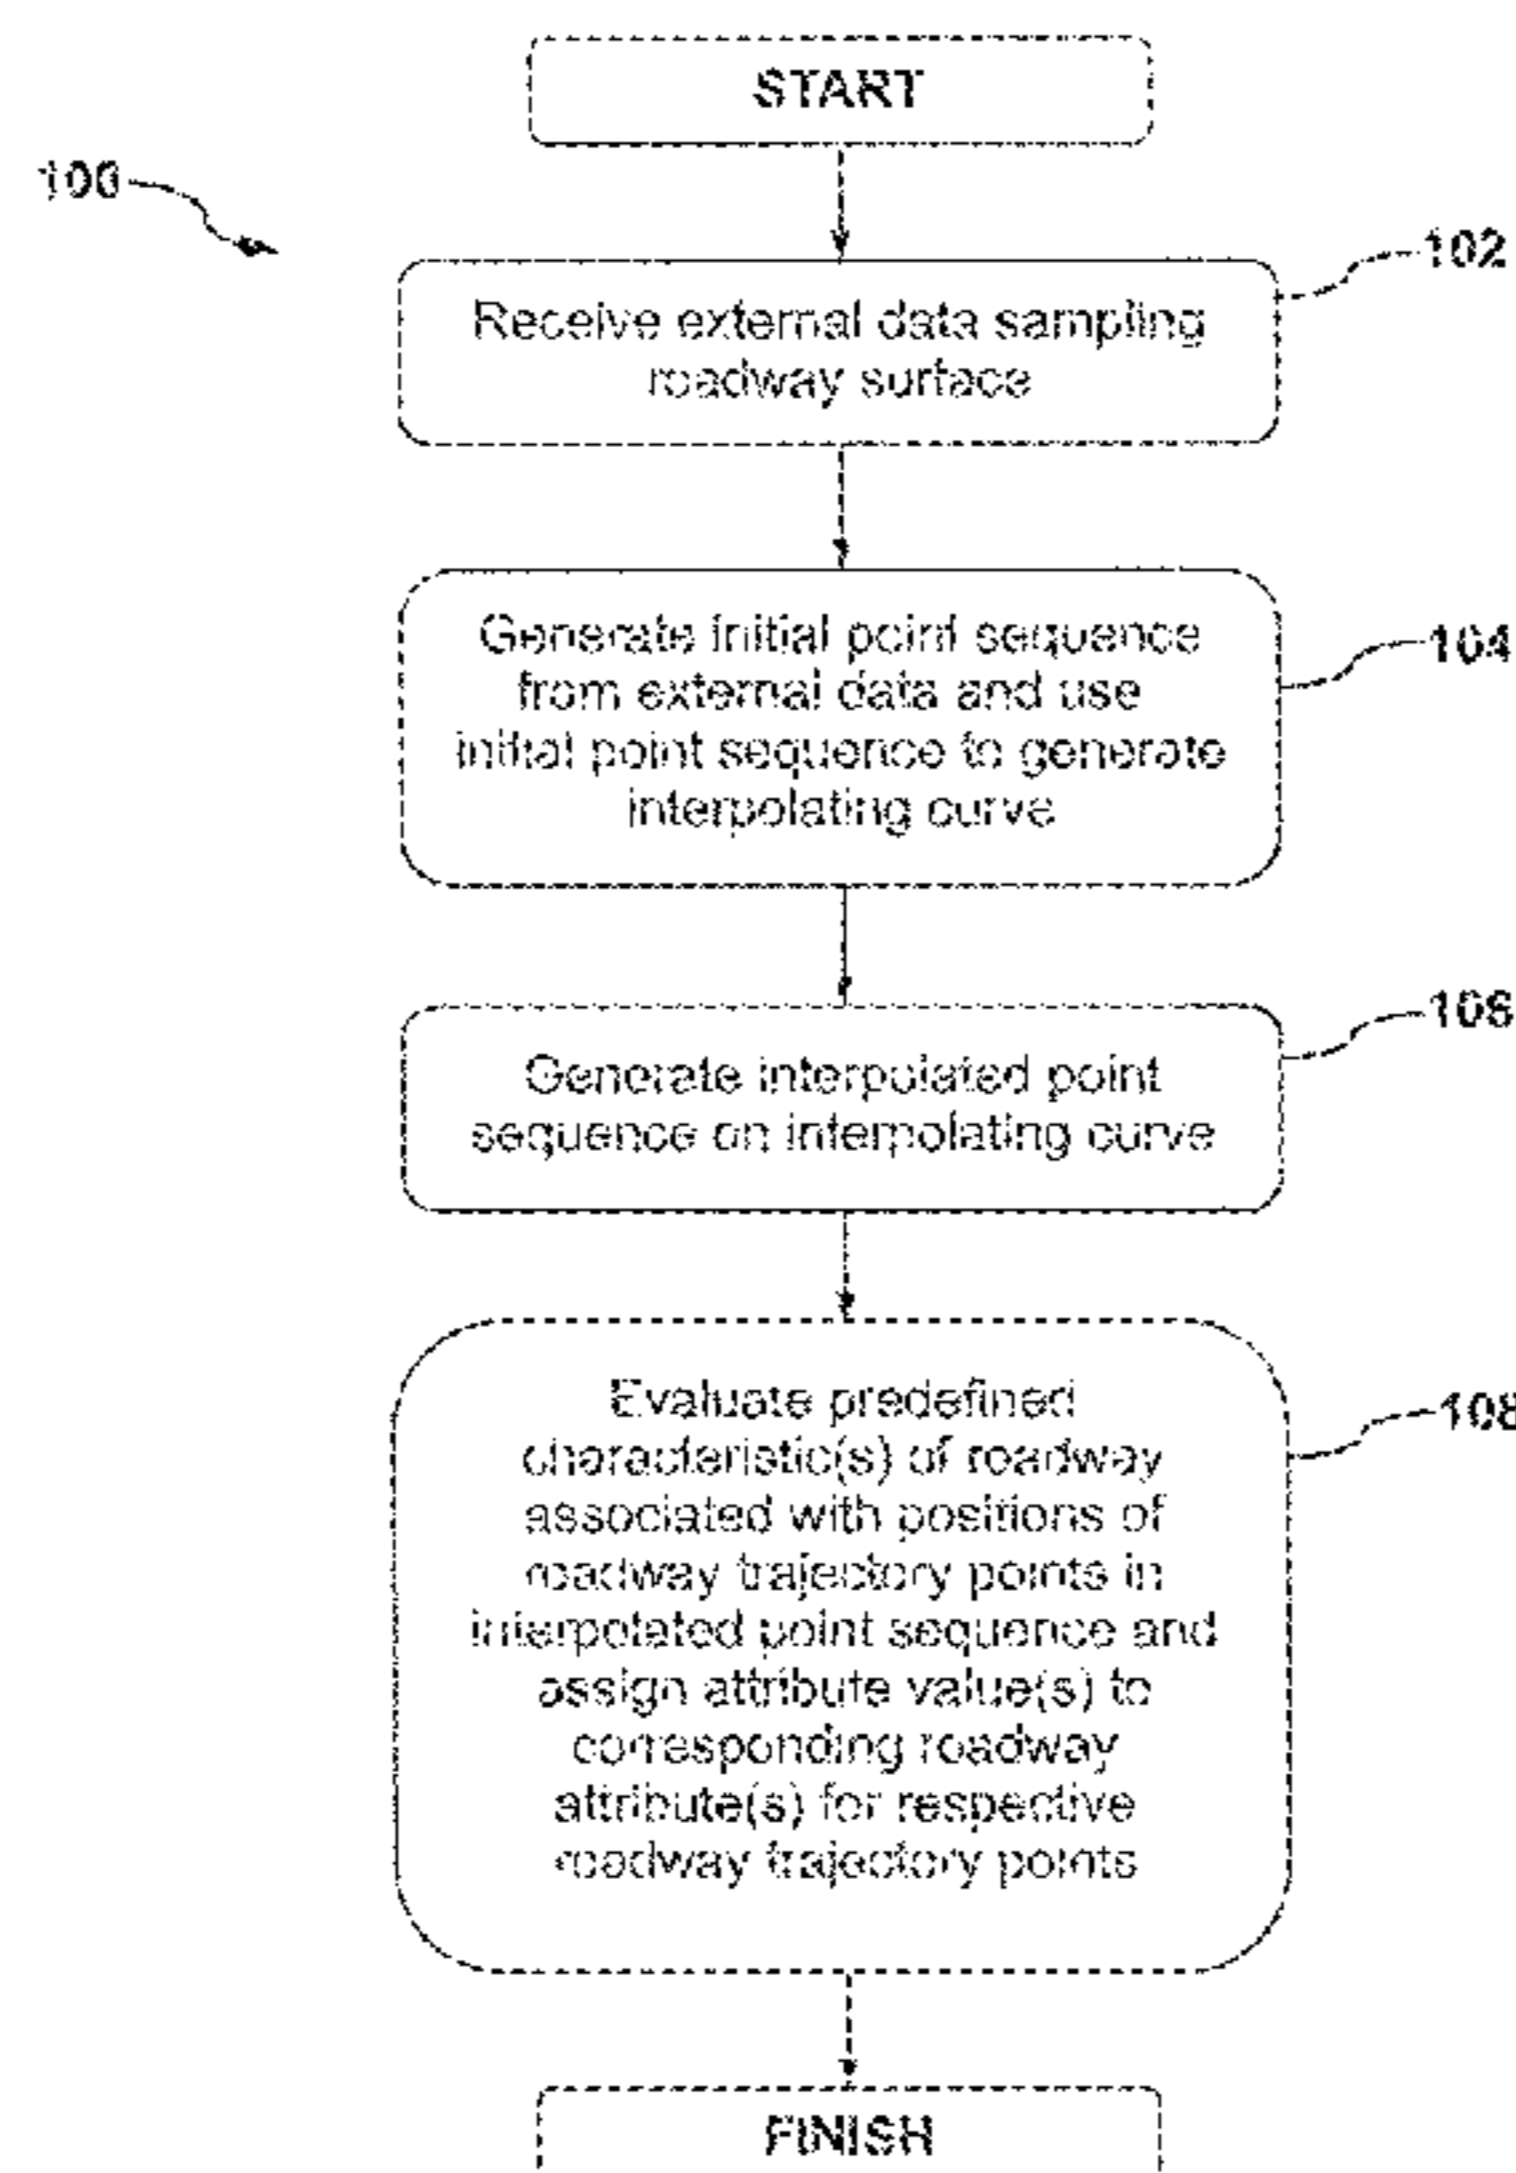 START
100
102
Receive external data sampling
roadway surface
104
Generate initial point sequence
from external data and use
initial point sequence to generate
interpolating curve
106
Generate interpolated point
sequence on interpolating curve
108
Evaluate predefined
characteristic(s) of roadway
associated with positions of
roadway trajectory points in
interpolated point sequence and
assign attribute value(s) to
corresponding roadway
attribute(s) for respective
roadway trajectory points
FINISH